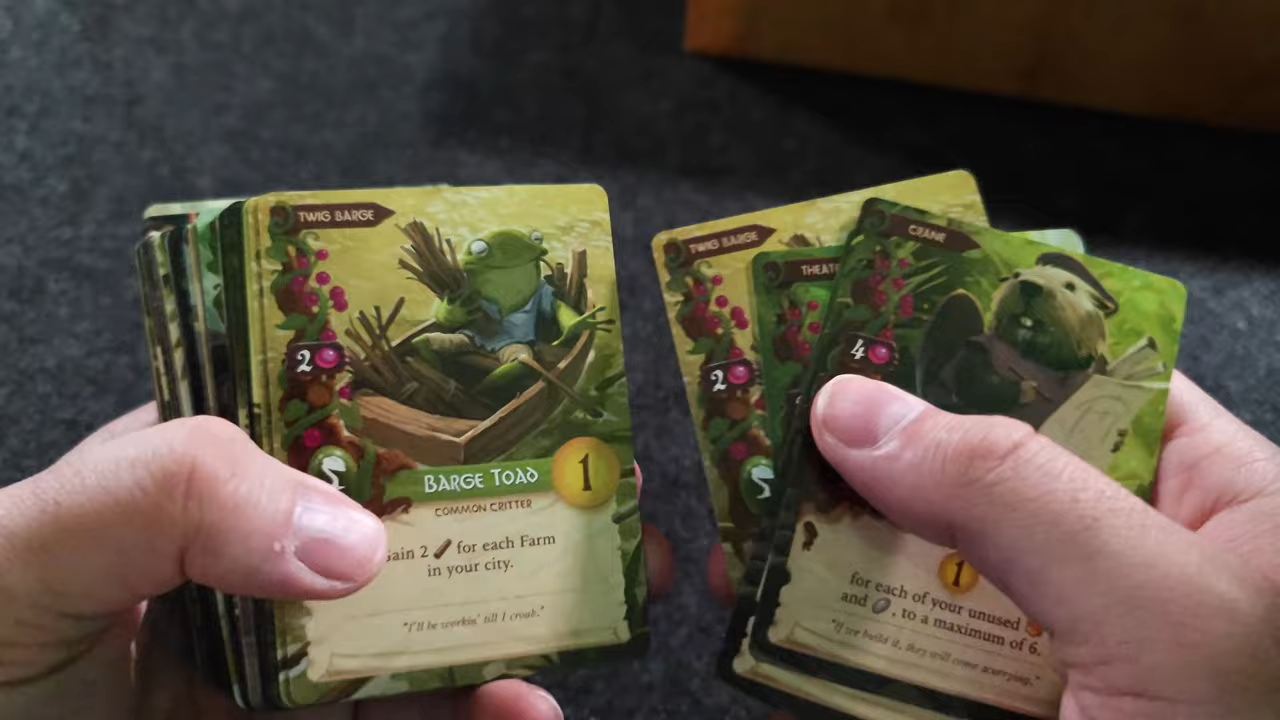 TWIG BARGE
2
BARGE TOAD
1
COMMON CRITTER
ain 2 for each Farm
in your city.
"I'll be workin' till I croak."
TWIG BARGE
2
THEAT
CRANE
4
1
for each of your unused
and , to a maximum of 6.
"If we build it, they will come scurrying."